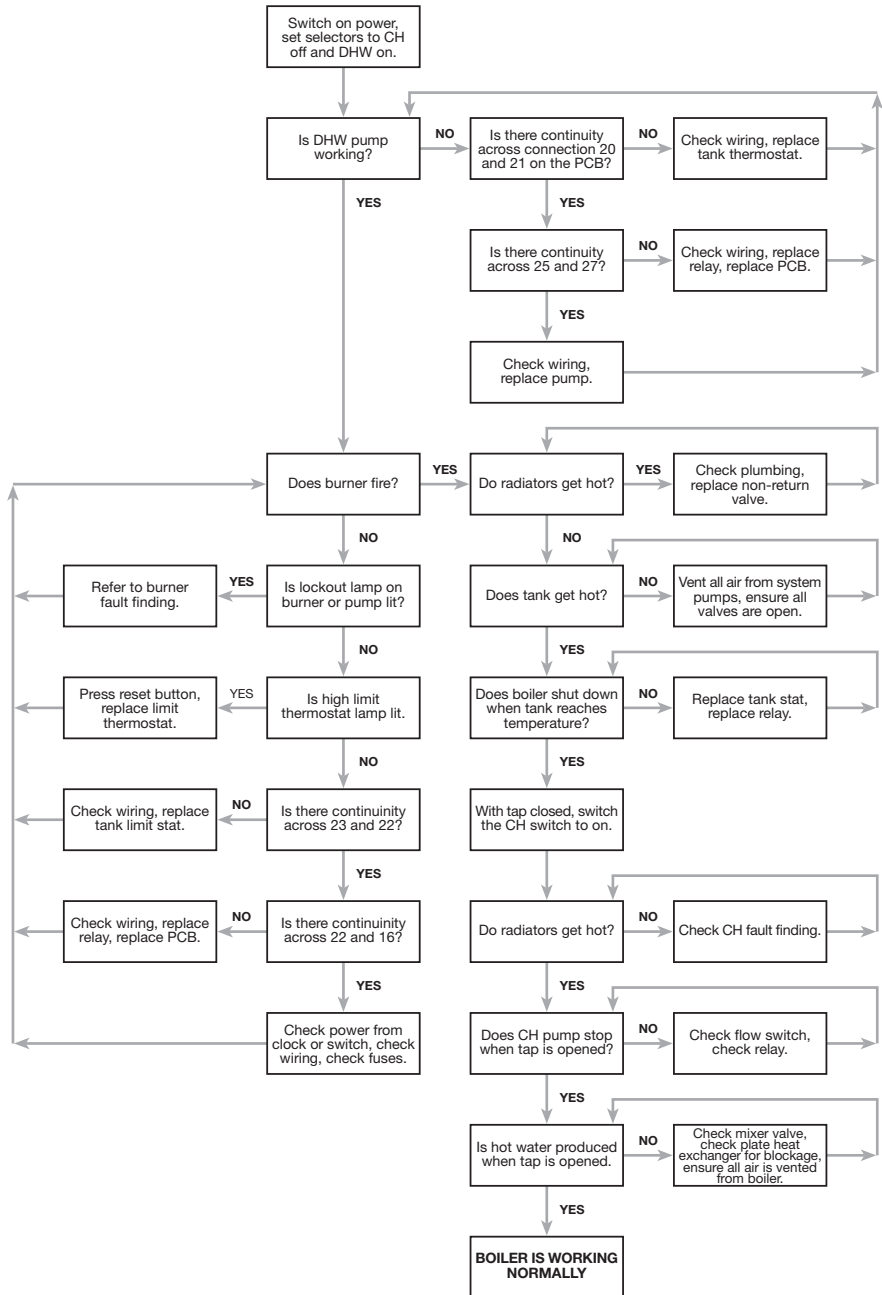 Switch on power,
set selectors to CH
off and DHW on.
Is DHW pump
working?
NO
Is there continuity
across connection 20
and 21 on the PCB?
NO
Check wiring, replace
tank thermostat.
YES
YES
Is there continuity
across 25 and 27?
NO
Check wiring, replace
relay, replace PCB.
YES
Check wiring,
replace pump.
Does burner fire?
YES
Do radiators get hot?
YES
Check plumbing,
replace non-return
valve.
NO
NO
Refer to burner
fault finding.
YES
Is lockout lamp on
burner or pump lit?
Does tank get hot?
NO
Vent all air from system
pumps, ensure all
valves are open.
NO
YES
Press reset button,
replace limit
thermostat.
YES
Is high limit
thermostat lamp lit.
Does boiler shut down
when tank reaches
temperature?
NO
Replace tank stat,
replace relay.
NO
YES
Check wiring, replace
tank limit stat.
NO
Is there continuinity
across 23 and 22?
With tap closed, switch
the CH switch to on.
YES
Check wiring, replace
relay, replace PCB.
NO
Is there continuinity
across 22 and 16?
Do radiators get hot?
NO
Check CH fault finding.
YES
YES
Check power from
clock or switch, check
wiring, check fuses.
Does CH pump stop
when tap is opened?
NO
Check flow switch,
check relay.
YES
Is hot water produced
when tap is opened.
NO
Check mixer valve,
check plate heat
exchanger for blockage,
ensure all air is vented
from boiler.
YES
BOILER IS WORKING
NORMALLY